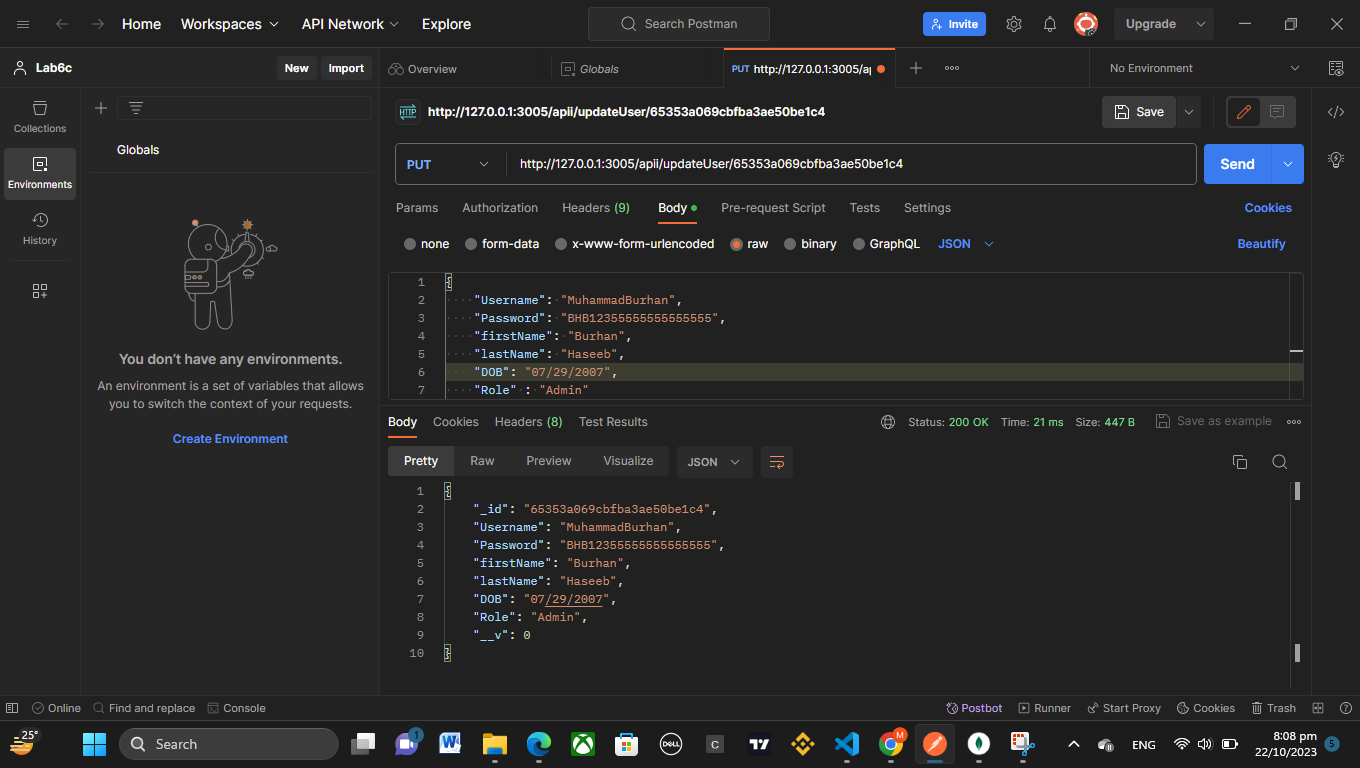 Home Workspaces API Network Explore Search Postman Invite Upgrade
Lab6c New Import Overview Globals PUT http://127.0.0.1:3005/a No Environment
Collections
Environments
History
Globals
You don't have any environments.
An environment is a set of variables that allows
you to switch the context of your requests.
Create Environment
HTTP http://127.0.0.1:3005/apii/updateUser/65353a069cbfba3ae50be1c4 Save
PUT http://127.0.0.1:3005/apii/updateUser/65353a069cbfba3ae50be1c4 Send
Params Authorization Headers (9) Body Pre-request Script Tests Settings Cookies
none form-data x-www-form-urlencoded raw binary GraphQL JSON Beautify
1 {
2 "Username": "MuhammadBurhan",
3 "Password": "BHB12355555555555555",
4 "firstName": "Burhan",
5 "lastName": "Haseeb",
6 "DOB": "07/29/2007",
7 "Role" : "Admin"
Body Cookies Headers (8) Test Results Status: 200 OK Time: 21 ms Size: 447 B Save as example
Pretty Raw Preview Visualize JSON
1 {
2 "_id": "65353a069cbfba3ae50be1c4",
3 "Username": "MuhammadBurhan",
4 "Password": "BHB12355555555555555",
5 "firstName": "Burhan",
6 "lastName": "Haseeb",
7 "DOB": "07/29/2007",
8 "Role": "Admin",
9 "__v": 0
10 }
Online Find and replace Console Postbot Runner Start Proxy Cookies Trash
25° Search 1 W DELL C M ENG 8:08 pm 5
22/10/2023